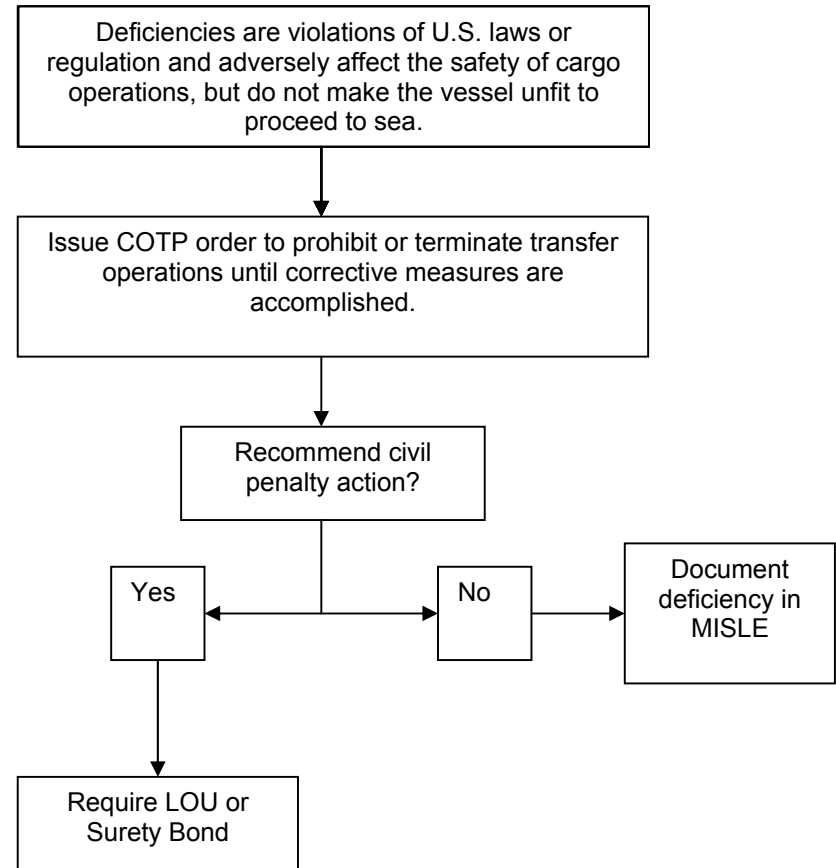 Deficiencies are violations of U.S. laws or
regulation and adversely affect the safety of cargo
operations, but do not make the vessel unfit to
proceed to sea.
Issue COTP order to prohibit or terminate transfer
operations until corrective measures are
accomplished.
Recommend civil
penalty action?
Yes
No
Document
deficiency in
MISLE
Require LOU or
Surety Bond